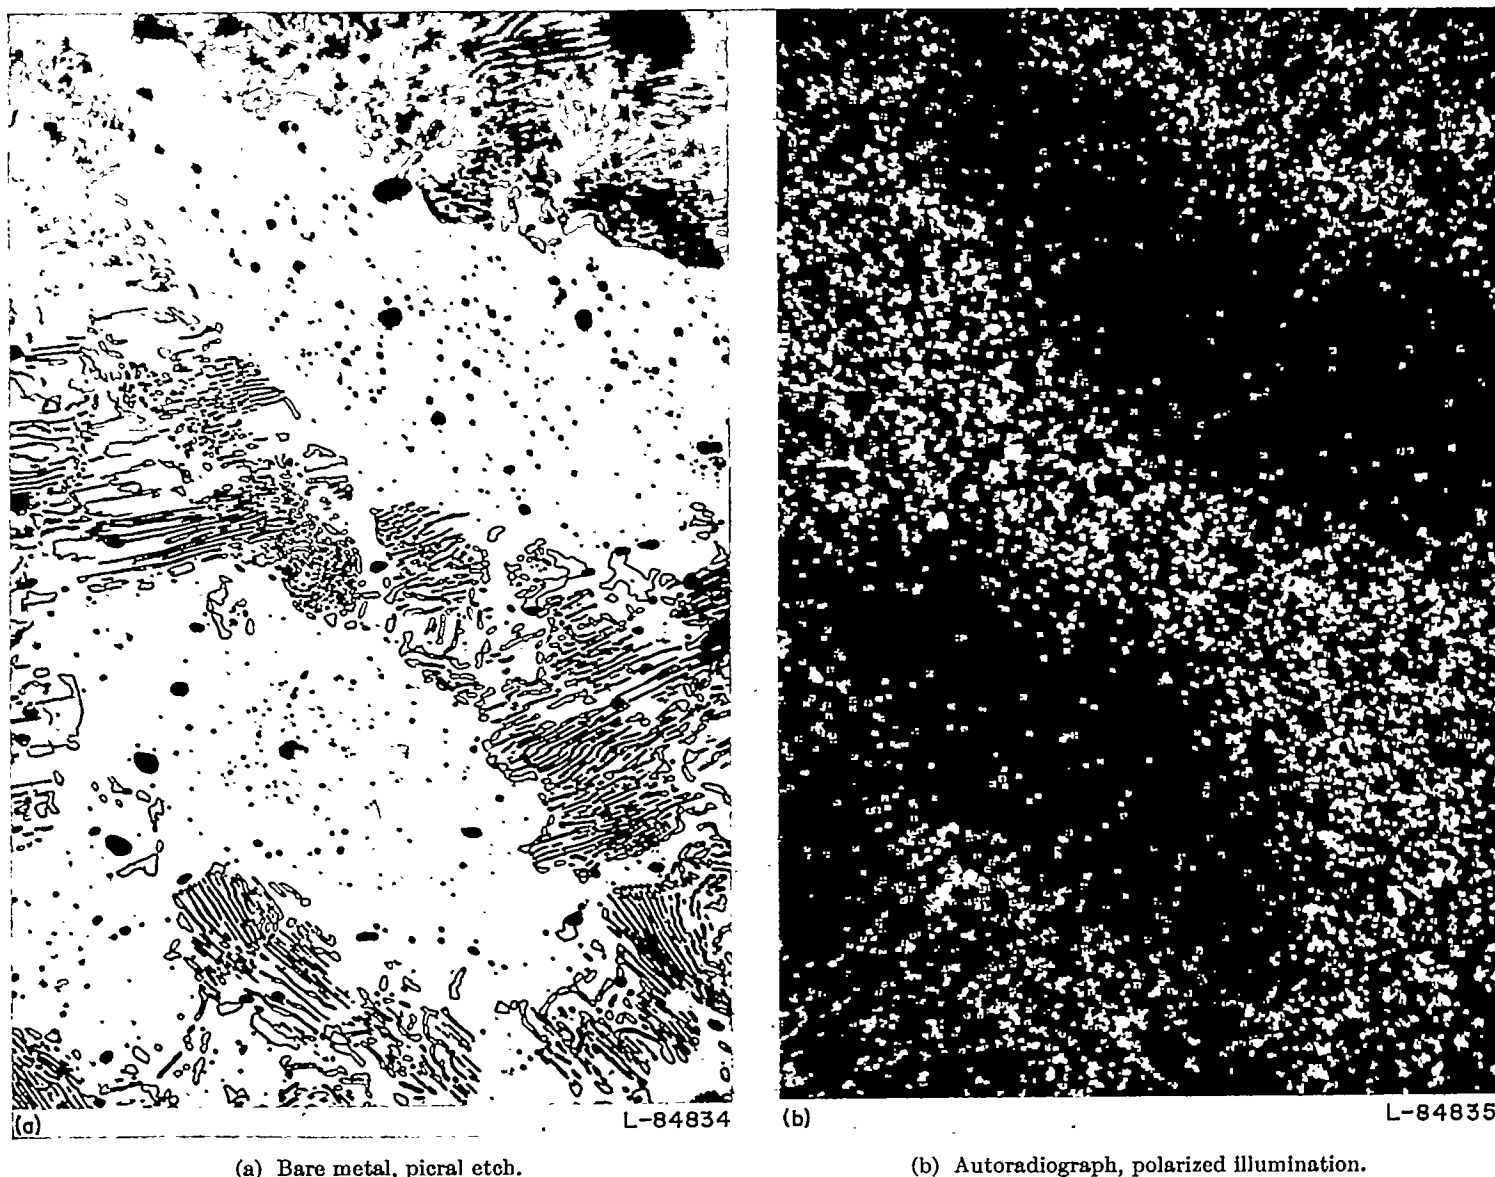 (a)
L-84834
(b)
L-84835
(a) Bare metal, picral etch.
(b) Autoradiograph, polarized illumination.